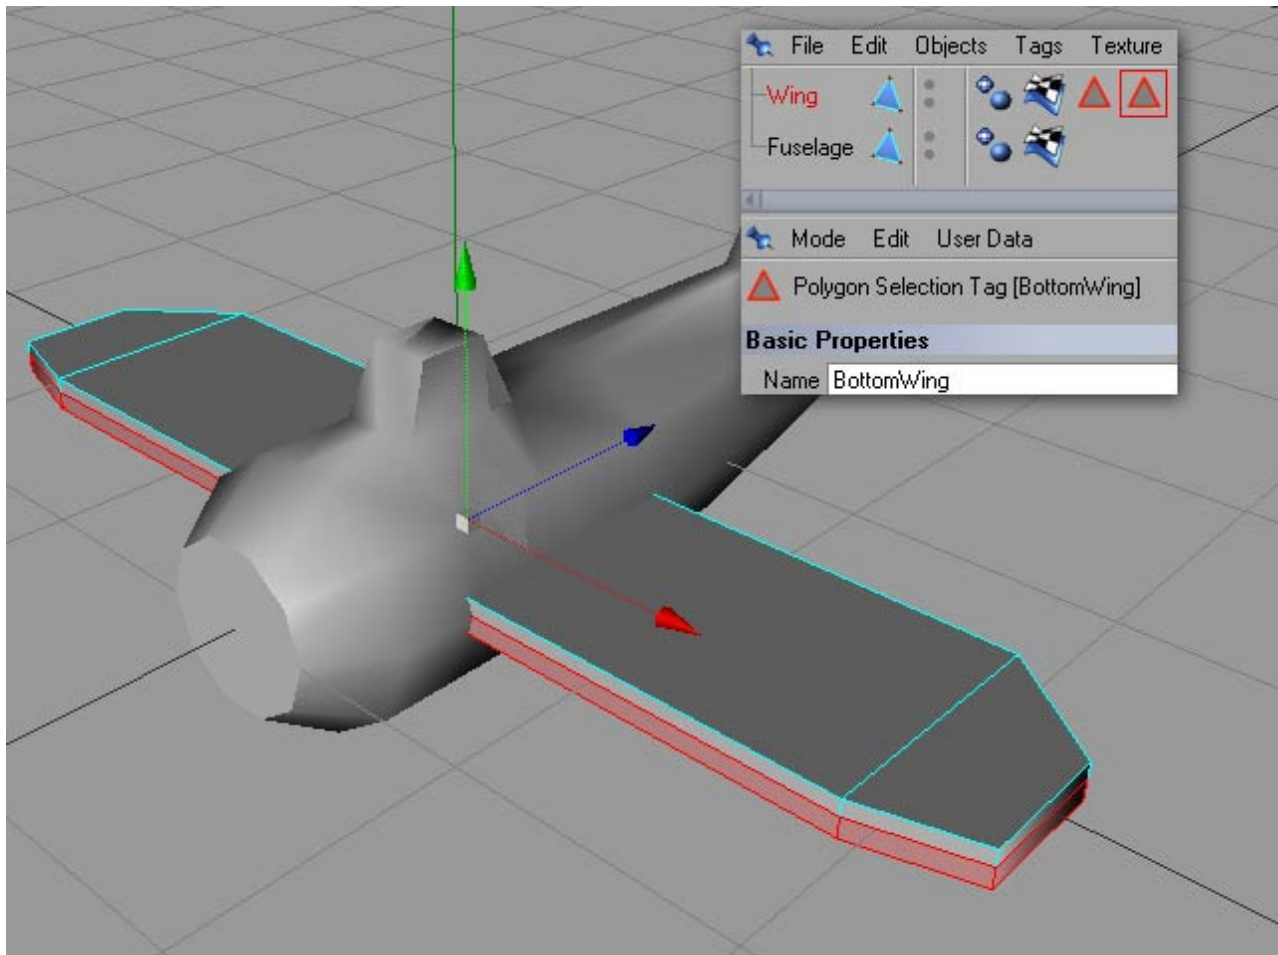 File Edit Objects Tags Texture
Wing
Fuselage
Mode Edit User Data
Polygon Selection Tag [BottomWing]
Basic Properties
Name BottomWing